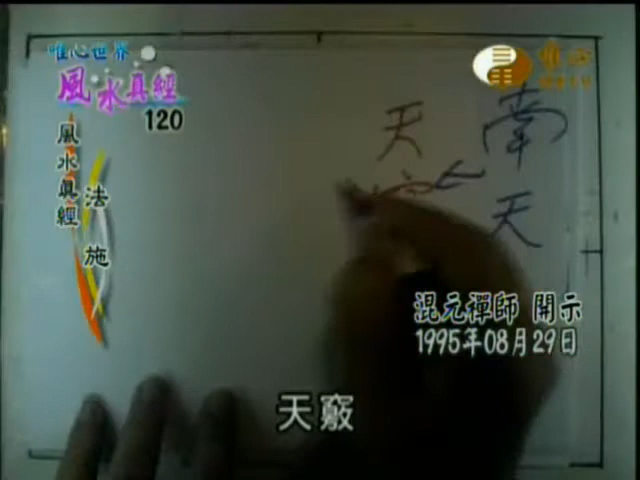 唯心世界
風水真經
120
風水真經
法施
天
南天
混元禪師 開示
1995年08月29日
天竅